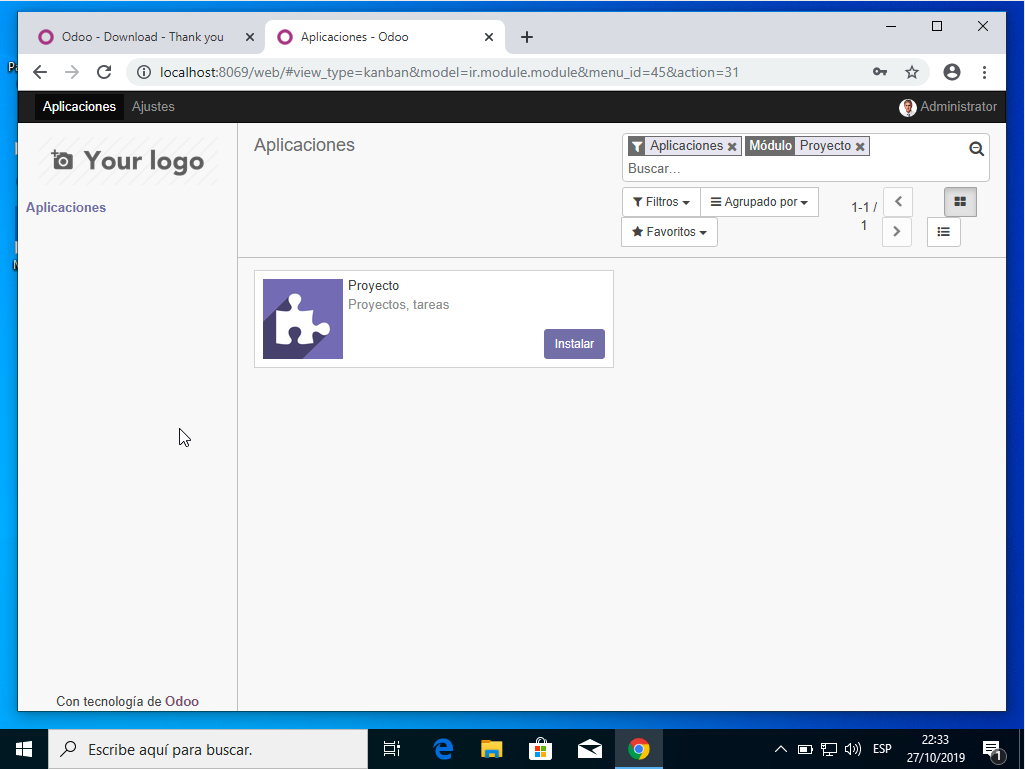 Odoo - Download - Thank you
Aplicaciones - Odoo
localhost:8069/web/#view_type=kanban&model=ir.module.module&menu_id=45&action=31
Aplicaciones
Ajustes
Administrator
Your logo
Aplicaciones
Aplicaciones
Aplicaciones
Módulo
Proyecto
Buscar...
Filtros
Agrupado por
Favoritos
1-1 /
1
Proyecto
Proyectos, tareas
Instalar
Con tecnología de Odoo
Escribe aquí para buscar.
ESP
22:33
27/10/2019
1